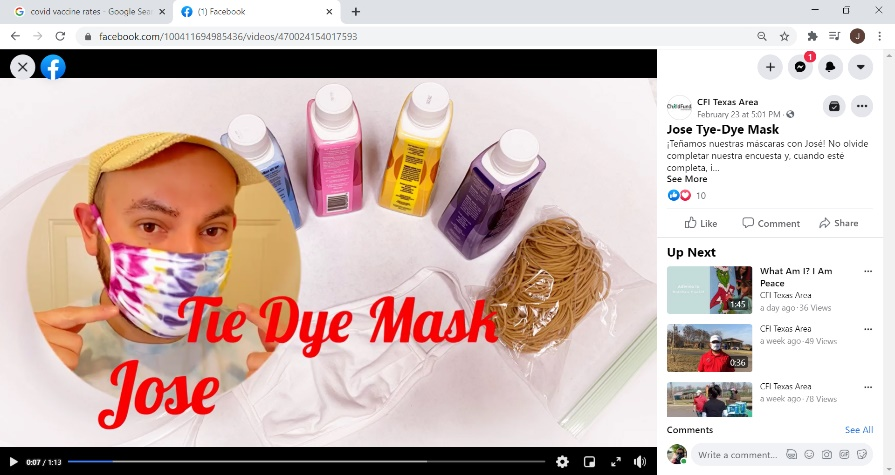 covid vaccine rates - Google Sea
(1) Facebook
facebook.com/100411694985436/videos/470024154017593
J
1
ChildFund
CFI Texas Area
February 23 at 5:01 PM ·
Jose Tye-Dye Mask
¡Teñamos nuestras máscaras con José! No olvide
completar nuestra encuesta y, cuando esté
completa, i...
See More
10
Like Comment Share
Up Next
What Am I? I Am
Peace
CFI Texas Area
a day ago · 36 Views
1:45
CFI Texas Area
a week ago · 49 Views
0:36
CFI Texas Area
a week ago · 78 Views
Comments See All
Write a comment...
Tie Dye Mask
Jose
0:07 / 1:13